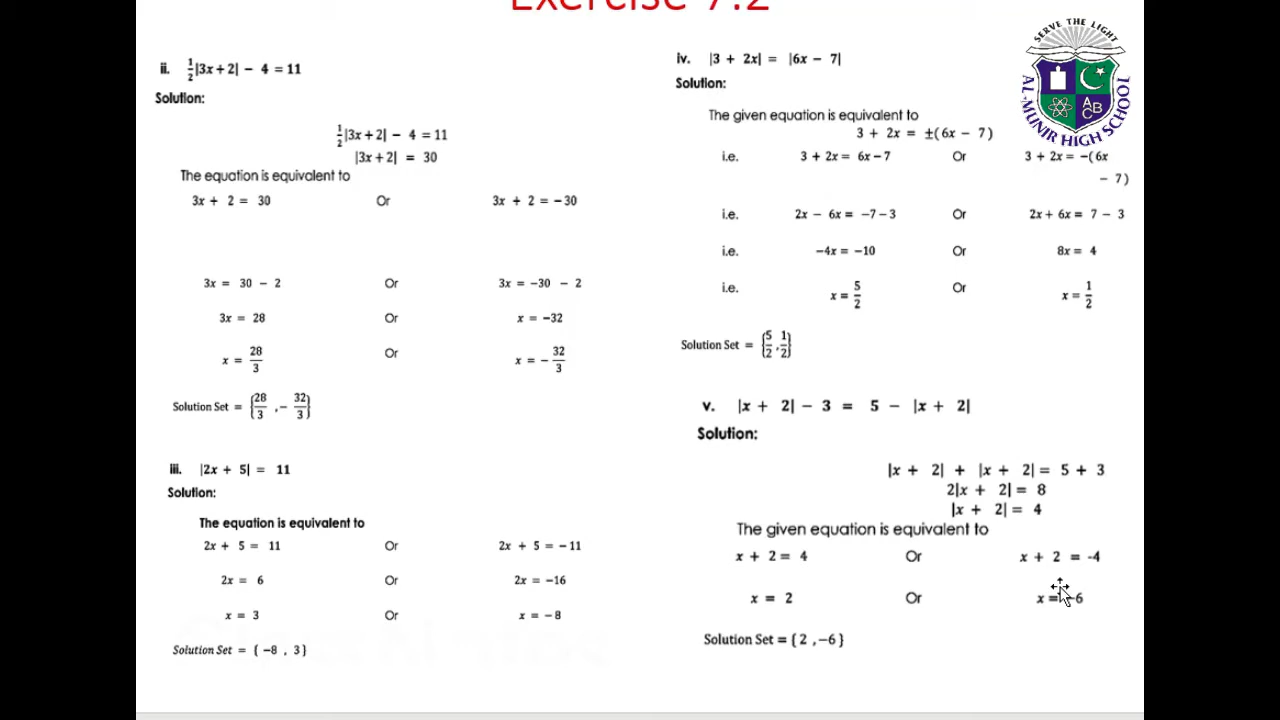 Exercise 7.2
ii. 1/2|3x+2| − 4 = 11
Solution:
1/2|3x+2| − 4 = 11
|3x+2| = 30
The equation is equivalent to
3x + 2 = 30 Or 3x + 2 = −30
3x = 30 − 2 Or 3x = −30 − 2
3x = 28 Or x = −32
x = 28/3 Or x = −32/3
Solution Set = {28/3 , −32/3}
iii. |2x + 5| = 11
Solution:
The equation is equivalent to
2x + 5 = 11 Or 2x + 5 = −11
2x = 6 Or 2x = −16
x = 3 Or x = −8
Solution Set = { −8 , 3}
iv. |3 + 2x| = |6x − 7|
Solution:
The given equation is equivalent to
3 + 2x = ±(6x − 7)
i.e. 3 + 2x = 6x − 7 Or 3 + 2x = −(6x
− 7)
i.e. 2x − 6x = −7 − 3 Or 2x + 6x = 7 − 3
i.e. −4x = −10 Or 8x = 4
i.e. x = 5/2 Or x = 1/2
Solution Set = {5/2 , 1/2}
v. |x + 2| − 3 = 5 − |x + 2|
Solution:
|x + 2| + |x + 2| = 5 + 3
2|x + 2| = 8
|x + 2| = 4
The given equation is equivalent to
x + 2 = 4 Or x + 2 = -4
x = 2 Or x = −6
Solution Set = { 2 , −6 }
SERVE THE LIGHT
AL-MUNIR HIGH SCHOOL
A
BC